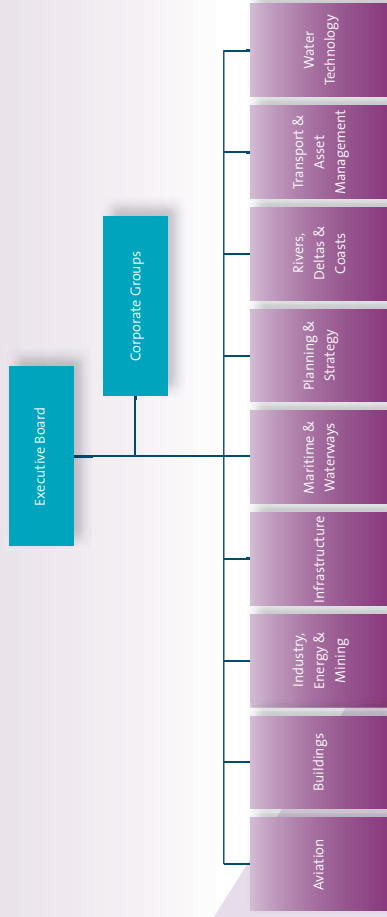 Executive Board
Corporate Groups
Aviation
Buildings
Industry,
Energy &
Mining
Infrastructure
Maritime &
Waterways
Planning &
Strategy
Rivers,
Deltas &
Coasts
Transport &
Asset
Management
Water
Technology